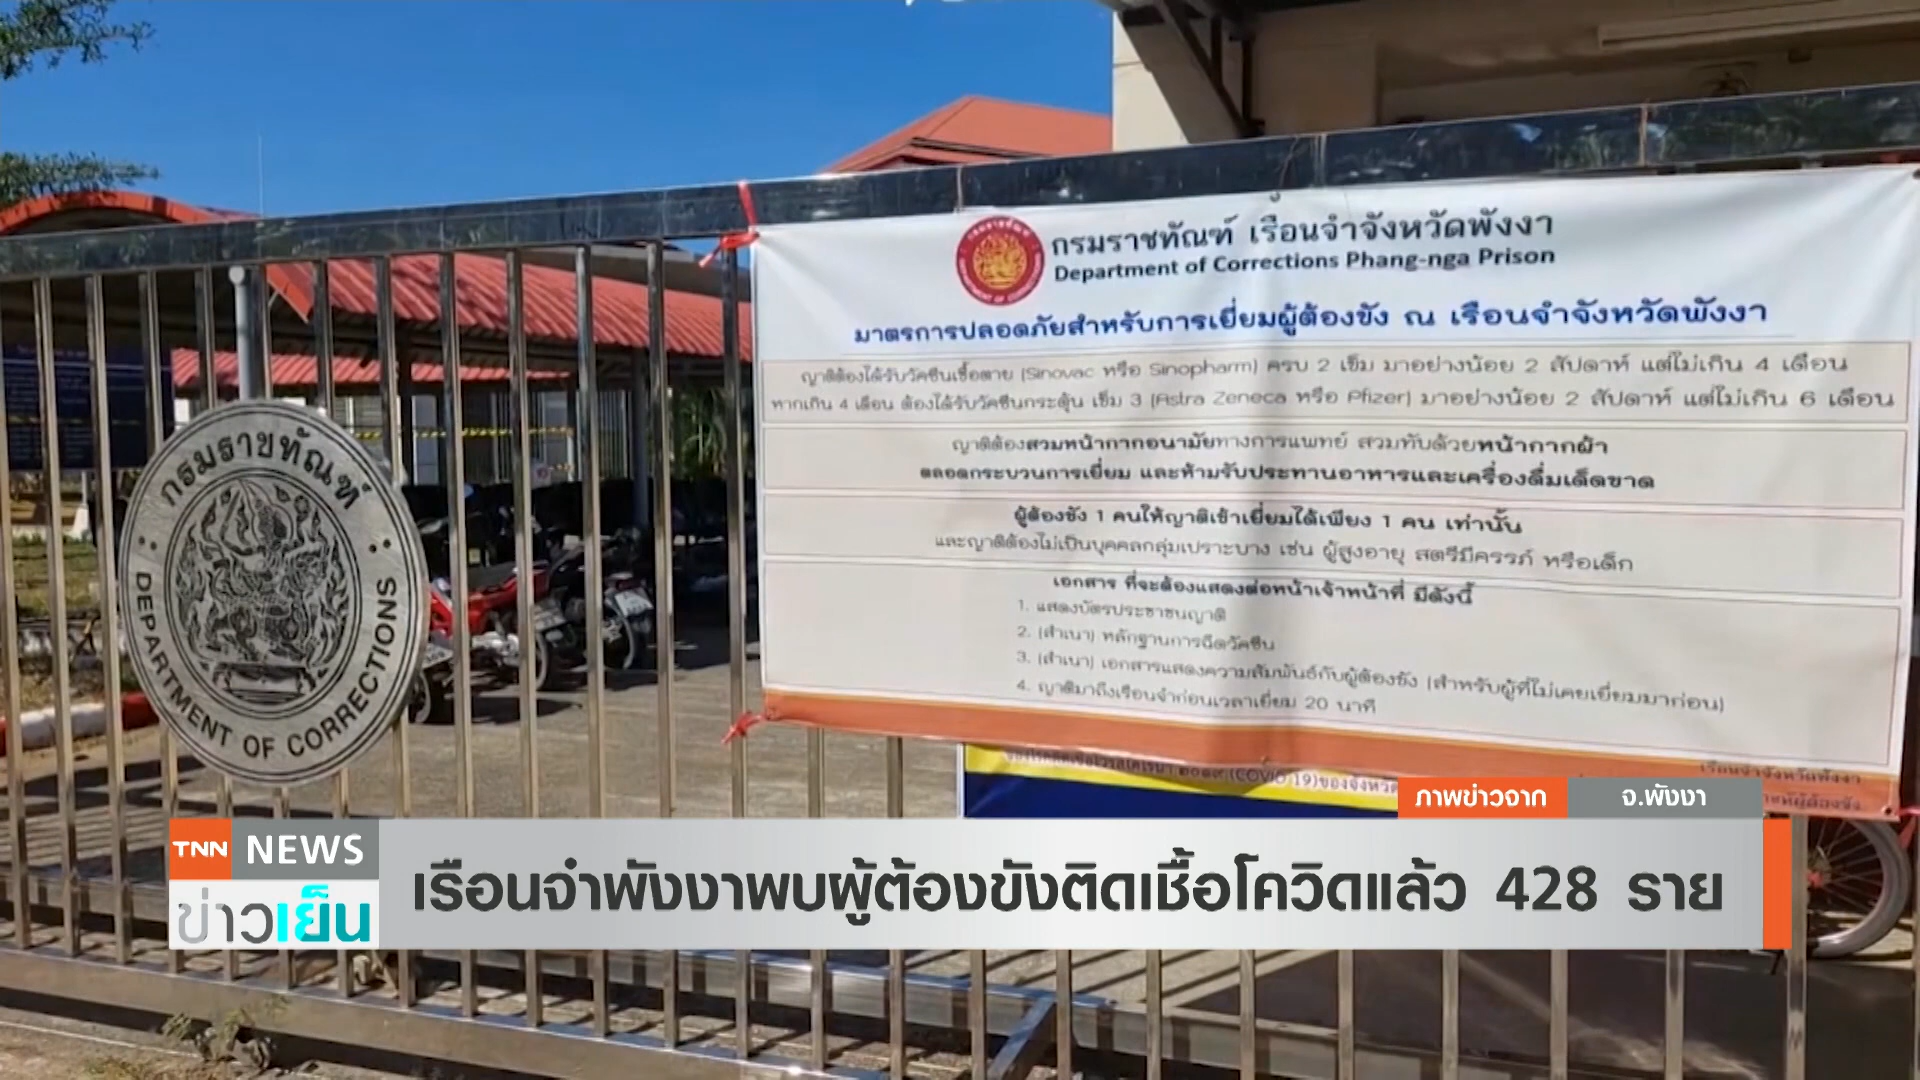 กรมราชทัณฑ์ เรือนจำจังหวัดพังงา
Department of Corrections Phang-nga Prison
มาตรการปลอดภัยสำหรับการเยี่ยมผู้ต้องขัง ณ เรือนจำจังหวัดพังงา
ญาติต้องได้รับวัคซีนเชื้อตาย (Sinovac หรือ Sinopharm) ครบ 2 เข็ม มาอย่างน้อย 2 สัปดาห์ แต่ไม่เกิน 4 เดือน
หากเกิน 4 เดือน ต้องได้รับวัคซีนกระตุ้น เข็ม 3 (Astra Zeneca หรือ Pfizer) มาอย่างน้อย 2 สัปดาห์ แต่ไม่เกิน 6 เดือน
ญาติต้องสวมหน้ากากอนามัยทางการแพทย์ สวมทับด้วยหน้ากากผ้า
ตลอดกระบวนการเยี่ยม และห้ามรับประทานอาหารและเครื่องดื่มเด็ดขาด
ผู้ต้องขัง 1 คนให้ญาติเข้าเยี่ยมได้เพียง 1 คน เท่านั้น
และญาติต้องไม่เป็นบุคคลกลุ่มเปราะบาง เช่น ผู้สูงอายุ สตรีมีครรภ์ หรือเด็ก
เอกสาร ที่จะต้องแสดงต่อหน้าเจ้าหน้าที่ มีดังนี้
1. แสดงบัตรประชาชนญาติ
2. (สำเนา) หลักฐานการฉีดวัคซีน
3. (สำเนา) เอกสารแสดงความสัมพันธ์กับผู้ต้องขัง (สำหรับผู้ที่ไม่เคยเยี่ยมมาก่อน)
4. ญาติมาถึงเรือนจำก่อนเวลาเยี่ยม 20 นาที
เรือนจำจังหวัดพังงา
กรมราชทัณฑ์
DEPARTMENT OF CORRECTIONS
(COVID 19)ของจังหวัด
ภาพข่าวจาก จ.พังงา
TNN NEWS
ข่าวเย็น
เรือนจำพังงาพบผู้ต้องขังติดเชื้อโควิดแล้ว 428 ราย